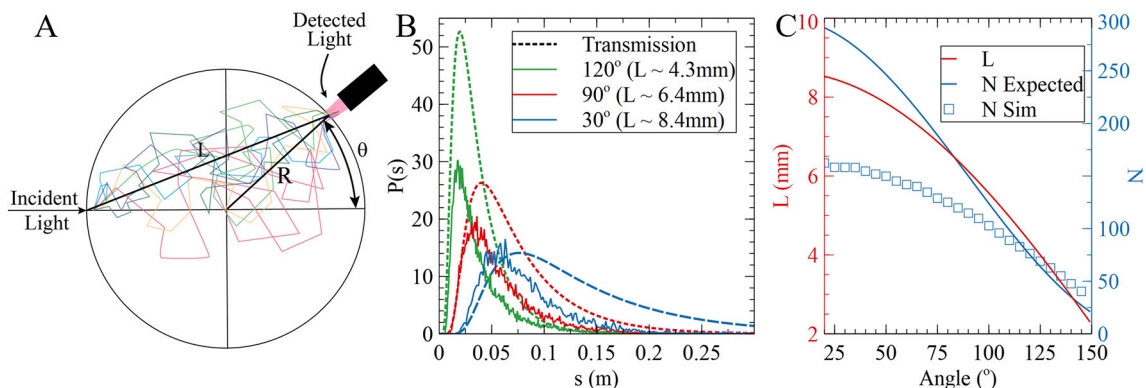 A
Detected
Light
L
R
θ
Incident
Light
B
P(s)
50
40
30
20
10
0
Transmission
120° (L ~ 4.3mm)
90° (L ~ 6.4mm)
30° (L ~ 8.4mm)
0
0.05
0.1
0.15
0.2
0.25
s (m)
C
L (mm)
10
8
6
4
2
L
N Expected
N Sim
300
250
200
150
100
50
0
N
25
50
75
100
125
150
Angle (°)